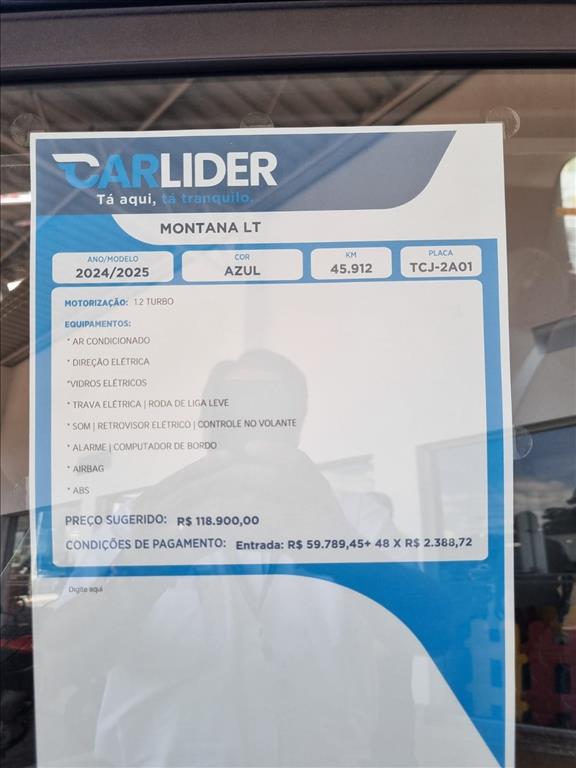 CARLIDER
Tá aqui, tá tranquilo.
MONTANA LT
ANO/MODELO
2024/2025
COR
AZUL
KM
45.912
PLACA
TCJ-2A01
MOTORIZAÇÃO: 1.2 TURBO
EQUIPAMENTOS:
* AR CONDICIONADO
* DIREÇÃO ELÉTRICA
*VIDROS ELÉTRICOS
* TRAVA ELÉTRICA | RODA DE LIGA LEVE
* SOM | RETROVISOR ELÉTRICO | CONTROLE NO VOLANTE
* ALARME | COMPUTADOR DE BORDO
* AIRBAG
* ABS
PREÇO SUGERIDO: R$ 118.900,00
CONDIÇÕES DE PAGAMENTO: Entrada: R$ 59.789,45+ 48 X R$ 2.388,72
Digite aqui